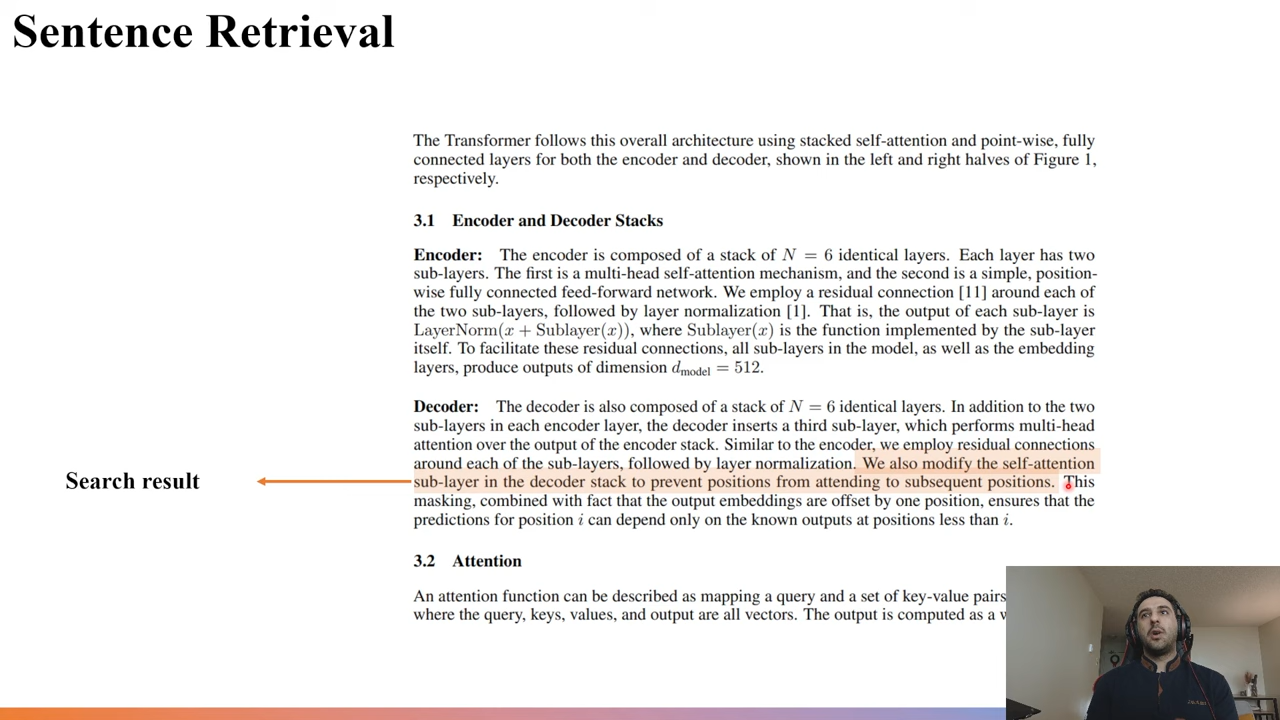 Sentence Retrieval
The Transformer follows this overall architecture using stacked self-attention and point-wise, fully
connected layers for both the encoder and decoder, shown in the left and right halves of Figure 1,
respectively.
3.1 Encoder and Decoder Stacks
Encoder: The encoder is composed of a stack of N = 6 identical layers. Each layer has two
sub-layers. The first is a multi-head self-attention mechanism, and the second is a simple, position-
wise fully connected feed-forward network. We employ a residual connection [11] around each of
the two sub-layers, followed by layer normalization [1]. That is, the output of each sub-layer is
LayerNorm(x + Sublayer(x)), where Sublayer(x) is the function implemented by the sub-layer
itself. To facilitate these residual connections, all sub-layers in the model, as well as the embedding
layers, produce outputs of dimension d_model = 512.
Decoder: The decoder is also composed of a stack of N = 6 identical layers. In addition to the two
sub-layers in each encoder layer, the decoder inserts a third sub-layer, which performs multi-head
attention over the output of the encoder stack. Similar to the encoder, we employ residual connections
around each of the sub-layers, followed by layer normalization. We also modify the self-attention
Search result
sub-layer in the decoder stack to prevent positions from attending to subsequent positions. This
masking, combined with fact that the output embeddings are offset by one position, ensures that the
predictions for position i can depend only on the known outputs at positions less than i.
3.2 Attention
An attention function can be described as mapping a query and a set of key-value pairs
where the query, keys, values, and output are all vectors. The output is computed as a